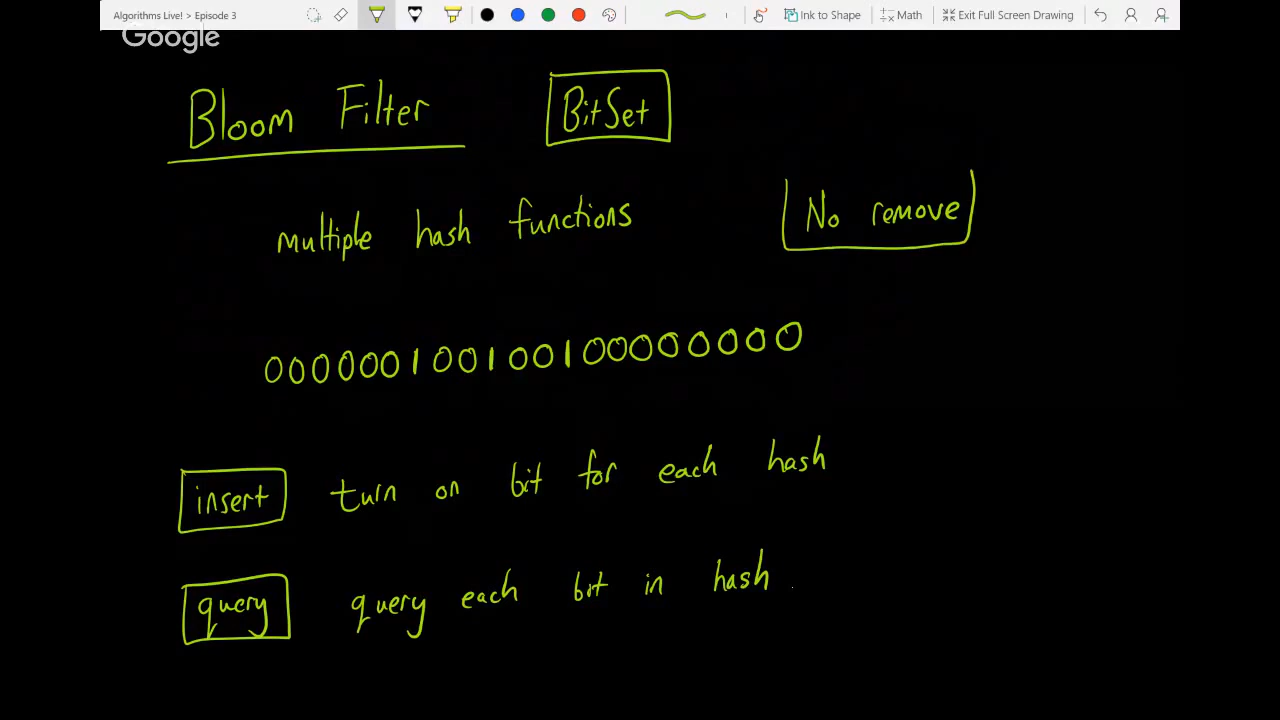 Algorithms Live! > Episode 3
Ink to Shape
Math
Exit Full Screen Drawing
Google
Bloom Filter
BitSet
multiple hash functions
No remove
000000100100100000000
insert turn on bit for each hash
query query each bit in hash